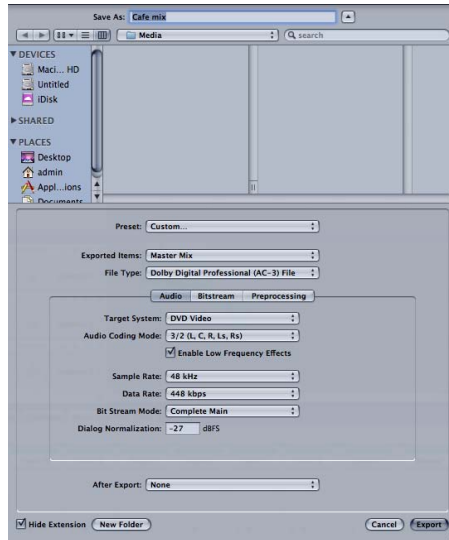 Save As: Cafe mix
Media
search
DEVICES
Maci... HD
Untitled
iDisk
SHARED
PLACES
Desktop
admin
Appl...ions
Documents
Preset: Custom...
Exported Items: Master Mix
File Type: Dolby Digital Professional (AC-3) File
Audio Bitstream Preprocessing
Target System: DVD Video
Audio Coding Mode: 3/2 (L, C, R, Ls, Rs)
Enable Low Frequency Effects
Sample Rate: 48 kHz
Data Rate: 448 kbps
Bit Stream Mode: Complete Main
Dialog Normalization: -27 dBFS
After Export: None
Hide Extension New Folder Cancel Export